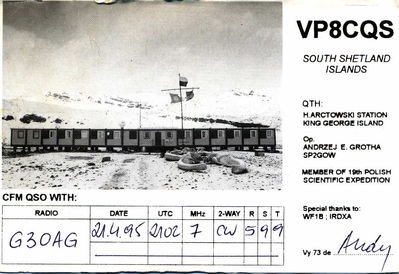 VP8CQS
SOUTH SHETLAND
ISLANDS
QTH:
H.ARCTOWSKI STATION
KING GEORGE ISLAND
Op.
ANDRZEJ E. GROTHA
SP2GOW
MEMBER OF 19th POLISH
SCIENTIFIC EXPEDITION
CFM QSO WITH:
RADIO DATE UTC MHz 2-WAY R S T
G3OAG 21.4.95 2102 7 CW 5 9 9
Special thanks to:
WF1B ; IRDXA
Vy 73 de Andy